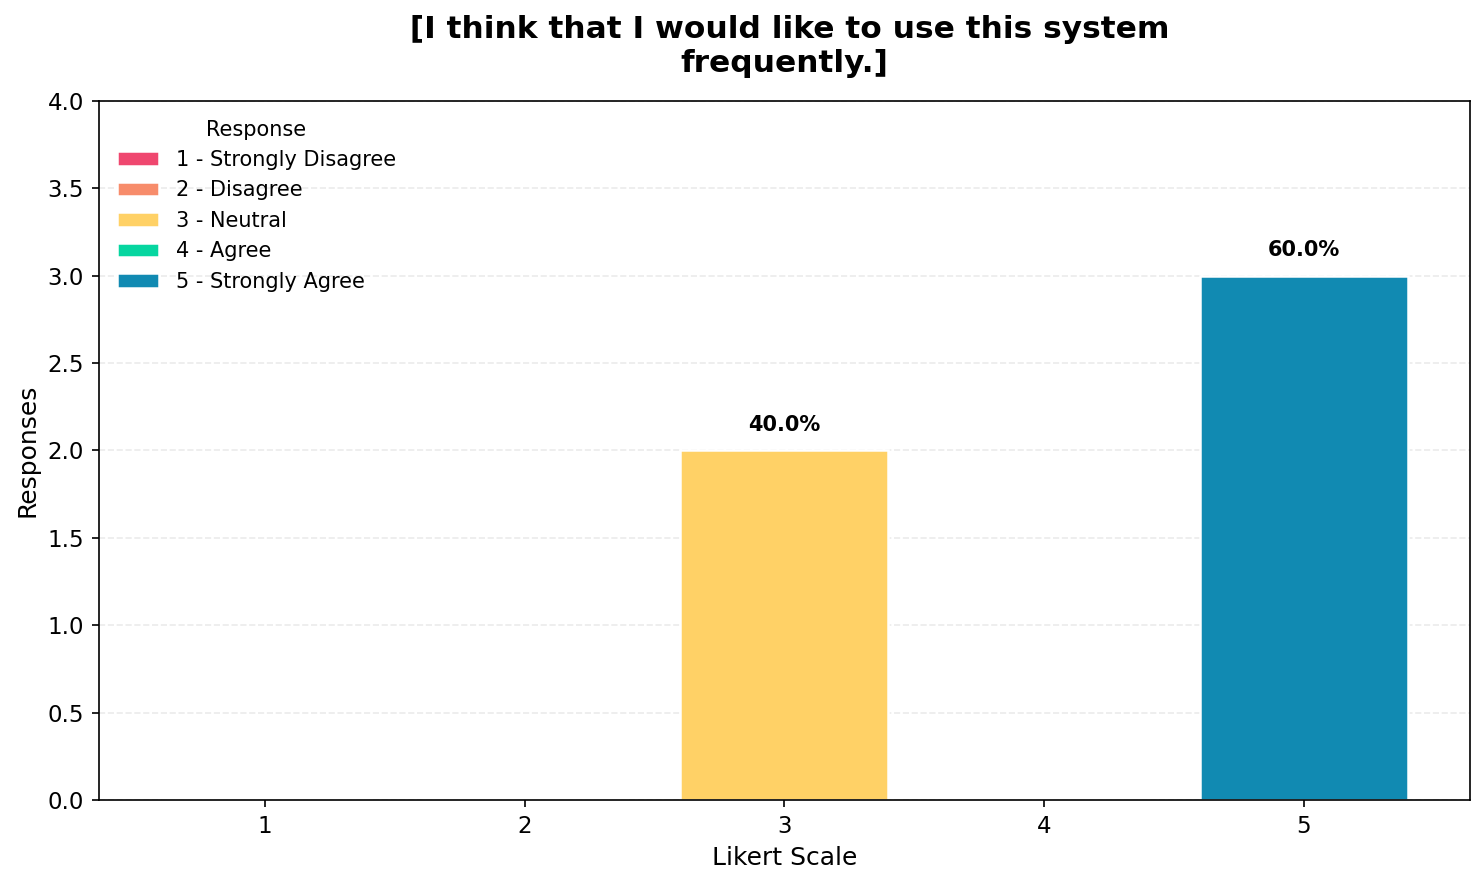 [I think that I would like to use this system
frequently.]
4.0
3.5
3.0
2.5
2.0
1.5
1.0
0.5
0.0
Responses
Response
1 - Strongly Disagree
2 - Disagree
3 - Neutral
4 - Agree
5 - Strongly Agree
40.0%
60.0%
1 2 3 4 5
Likert Scale